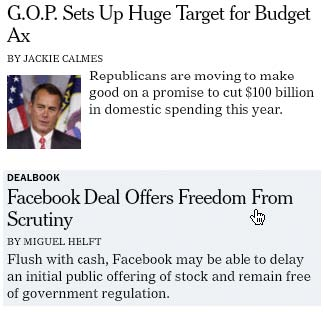 G.O.P. Sets Up Huge Target for Budget
Ax
BY JACKIE CALMES
Republicans are moving to make
good on a promise to cut $100 billion
in domestic spending this year.
DEALBOOK
Facebook Deal Offers Freedom From
Scrutiny
BY MIGUEL HELFT
Flush with cash, Facebook may be able to delay
an initial public offering of stock and remain free
of government regulation.